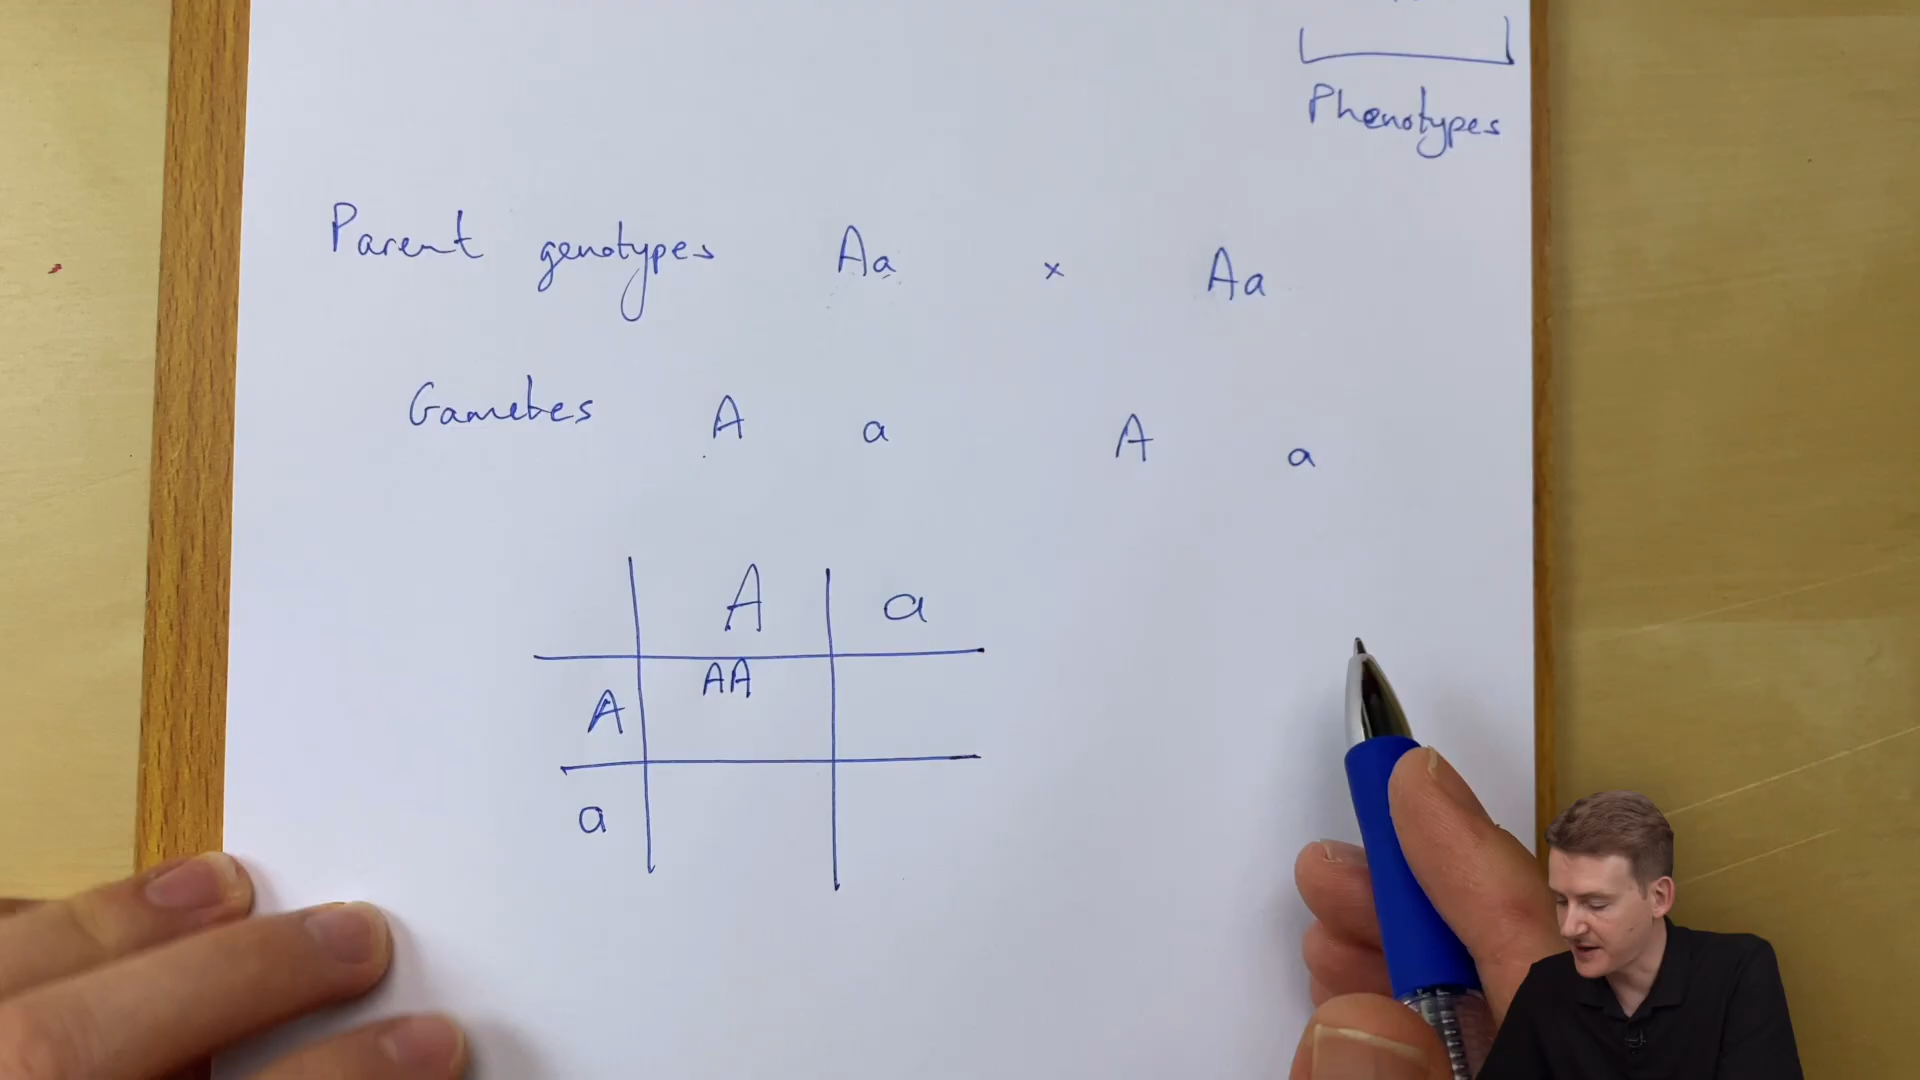 Phenotypes
Parent genotypes Aa x Aa
Gametes A a A a
A a
A AA
a